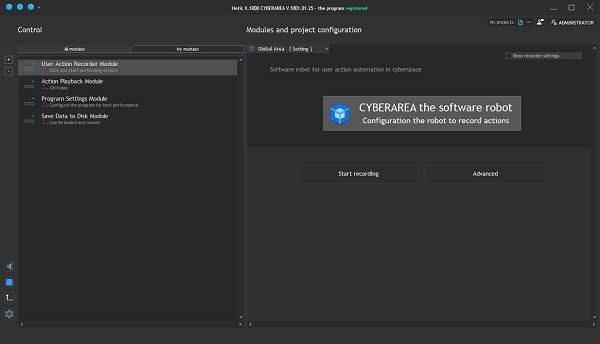 Hetic X.1000 CYBERAREA V.1001.01.25 - the program registered
My projects
ADMINISTRATOR
Control
Modules and project configuration
All modules
My modules
Global Area ( Setting )
Show recorder settings
User Action Recorder Module
Click and start performing actions
Action Playback Module
Click play
Program Settings Module
Configure the program for best performance
Save Data to Disk Module
Can be loaded and reused
Software robot for user action automation in cyberspace
CYBERAREA the software robot
Configuration the robot to record actions
Start recording
Advanced